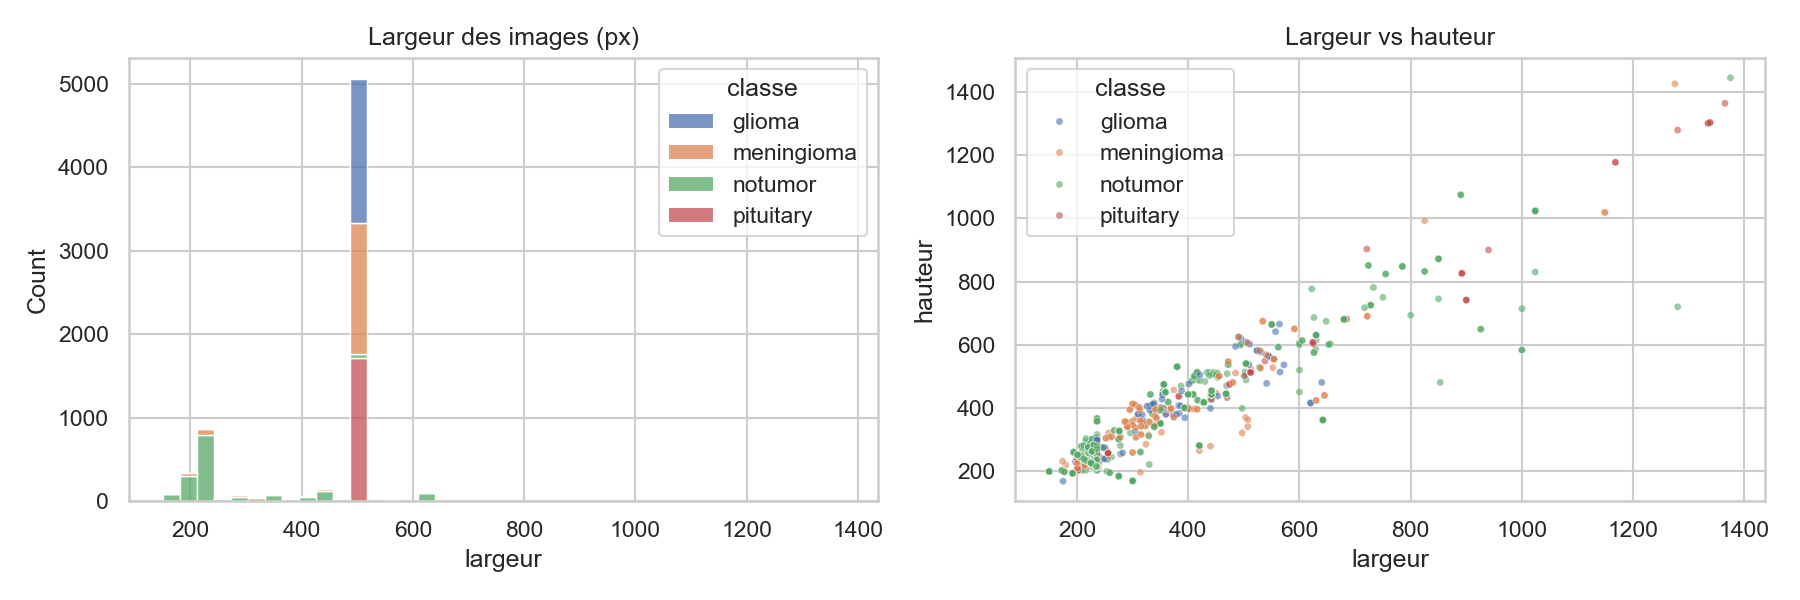 Largeur des images (px)
5000
4000
3000
2000
1000
0
Count
200
400
600
800
1000
1200
1400
largeur
classe
glioma
meningioma
notumor
pituitary
Largeur vs hauteur
1400
1200
1000
800
600
400
200
hauteur
200
400
600
800
1000
1200
1400
largeur
classe
glioma
meningioma
notumor
pituitary